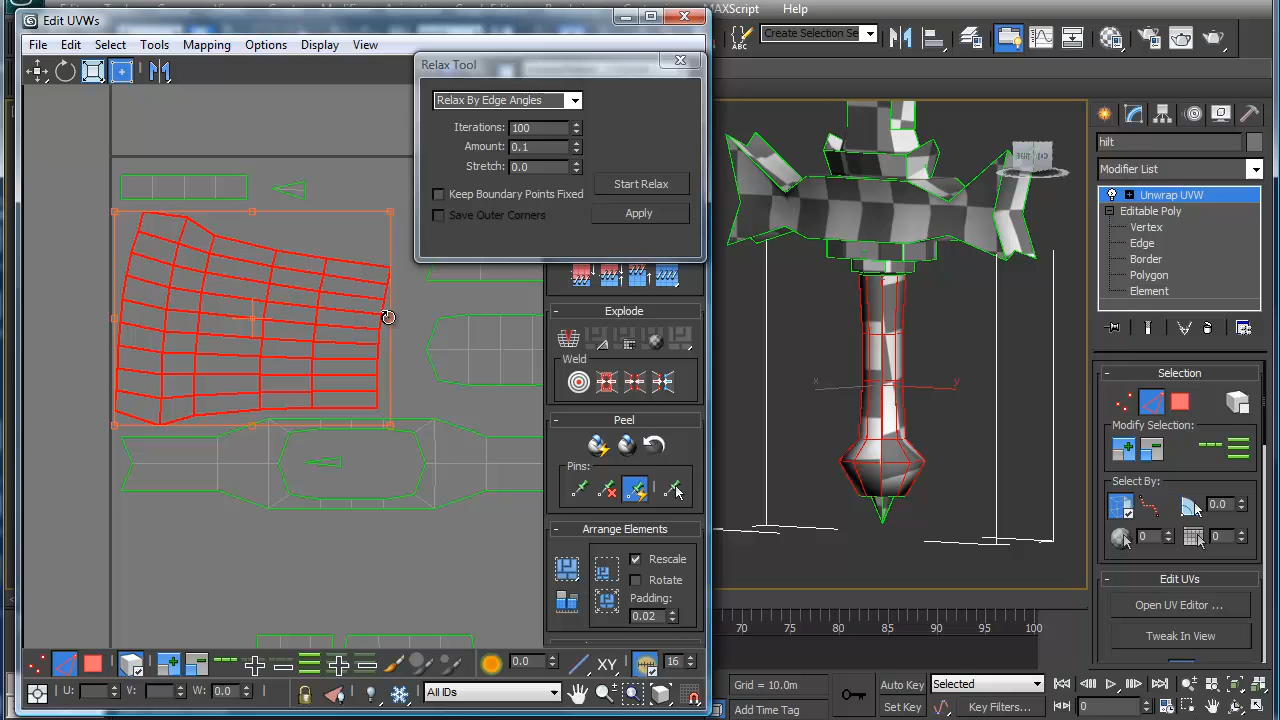 Edit UVWs
File Edit Select Tools Mapping Options Display View
MAXScript Help
Create Selection Se
Relax Tool
Relax By Edge Angles
Iterations: 100
Amount: 0.1
Stretch: 0.0
Start Relax
Keep Boundary Points Fixed
Save Outer Corners
Apply
Explode
Weld
Peel
Pins:
Arrange Elements
Rescale
Rotate
Padding:
0.02
0.0
XY
16
U:
V:
W: 0.0
All IDs
x
y
hilt
Modifier List
Unwrap UVW
Editable Poly
Vertex
Edge
Border
Polygon
Element
Selection
Modify Selection:
Select By:
0.0
0
0
Edit UVs
Open UV Editor ...
Tweak In View
70 75 80 85 90 95 100
Grid = 10.0m
Add Time Tag
Auto Key
Selected
Set Key
Key Filters...
0